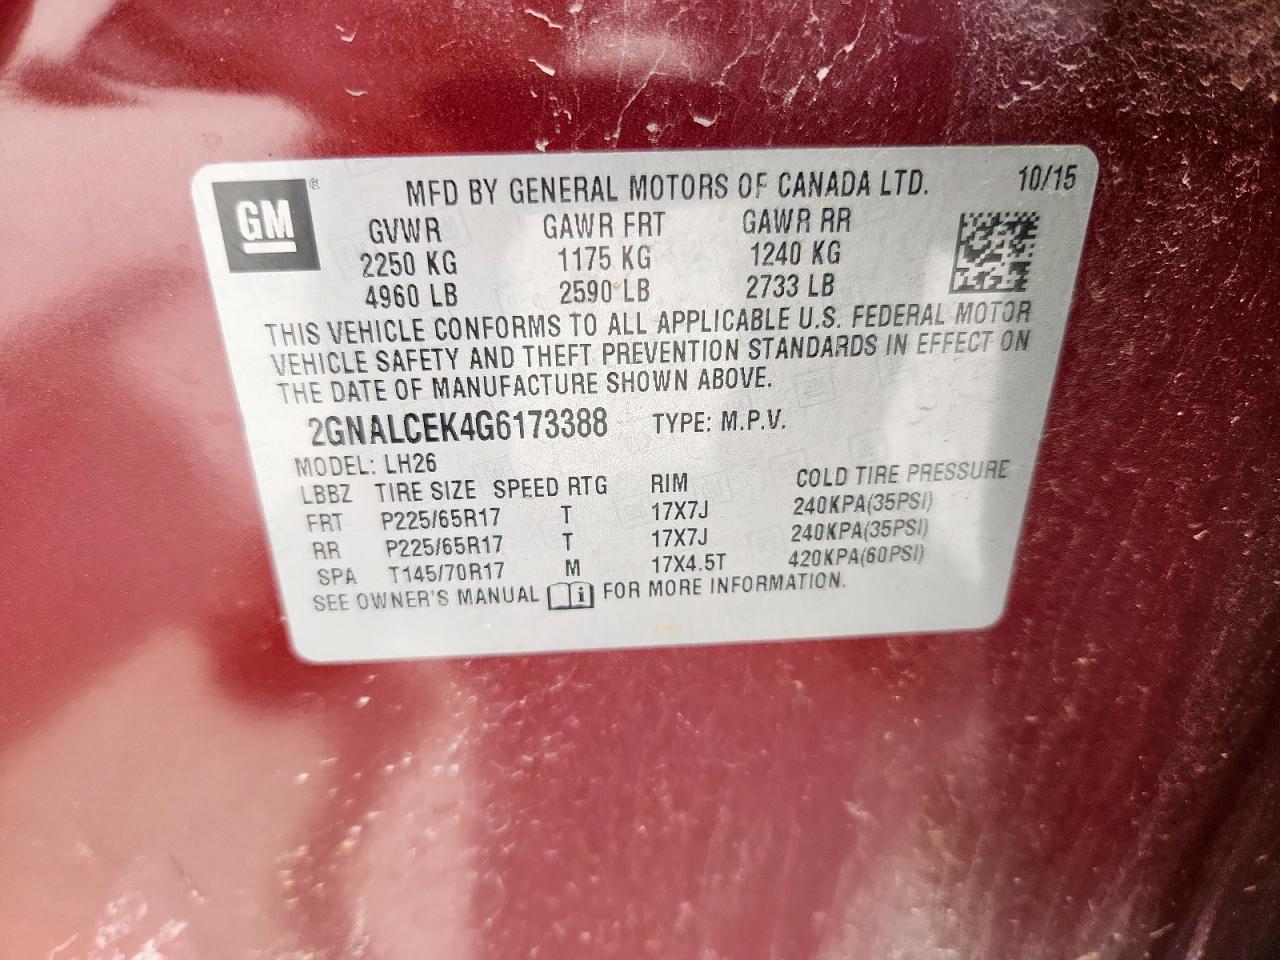 GM ® MFD BY GENERAL MOTORS OF CANADA LTD. 10/15
GVWR GAWR FRT GAWR RR
2250 KG 1175 KG 1240 KG
4960 LB 2590 LB 2733 LB
THIS VEHICLE CONFORMS TO ALL APPLICABLE U.S. FEDERAL MOTOR
VEHICLE SAFETY AND THEFT PREVENTION STANDARDS IN EFFECT ON
THE DATE OF MANUFACTURE SHOWN ABOVE.
2GNALCEK4G6173388 TYPE: M.P.V.
MODEL: LH26
LBBZ TIRE SIZE SPEED RTG RIM COLD TIRE PRESSURE
FRT P225/65R17 T 17X7J 240KPA(35PSI)
RR P225/65R17 T 17X7J 240KPA(35PSI)
SPA T145/70R17 M 17X4.5T 420KPA(60PSI)
SEE OWNER'S MANUAL i FOR MORE INFORMATION.